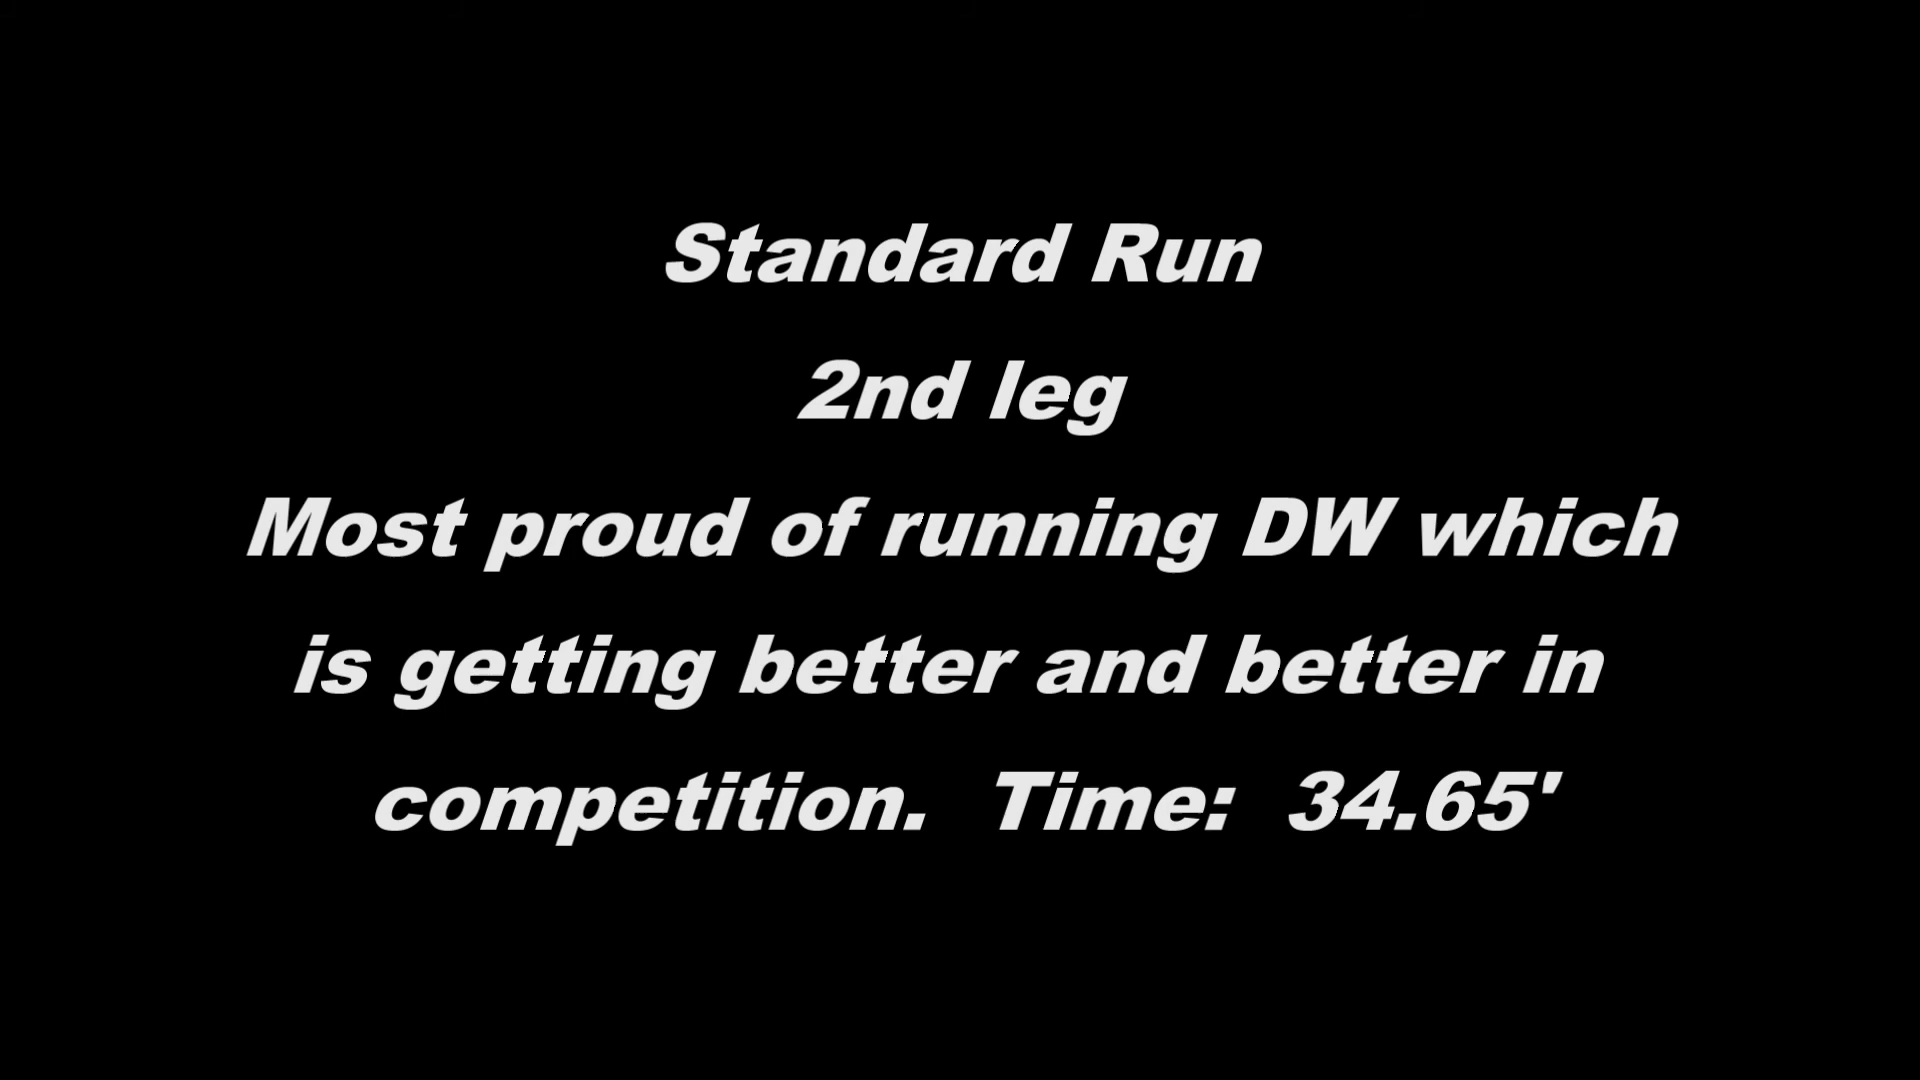 Standard Run
2nd leg
Most proud of running DW which
is getting better and better in
competition.  Time:  34.65'